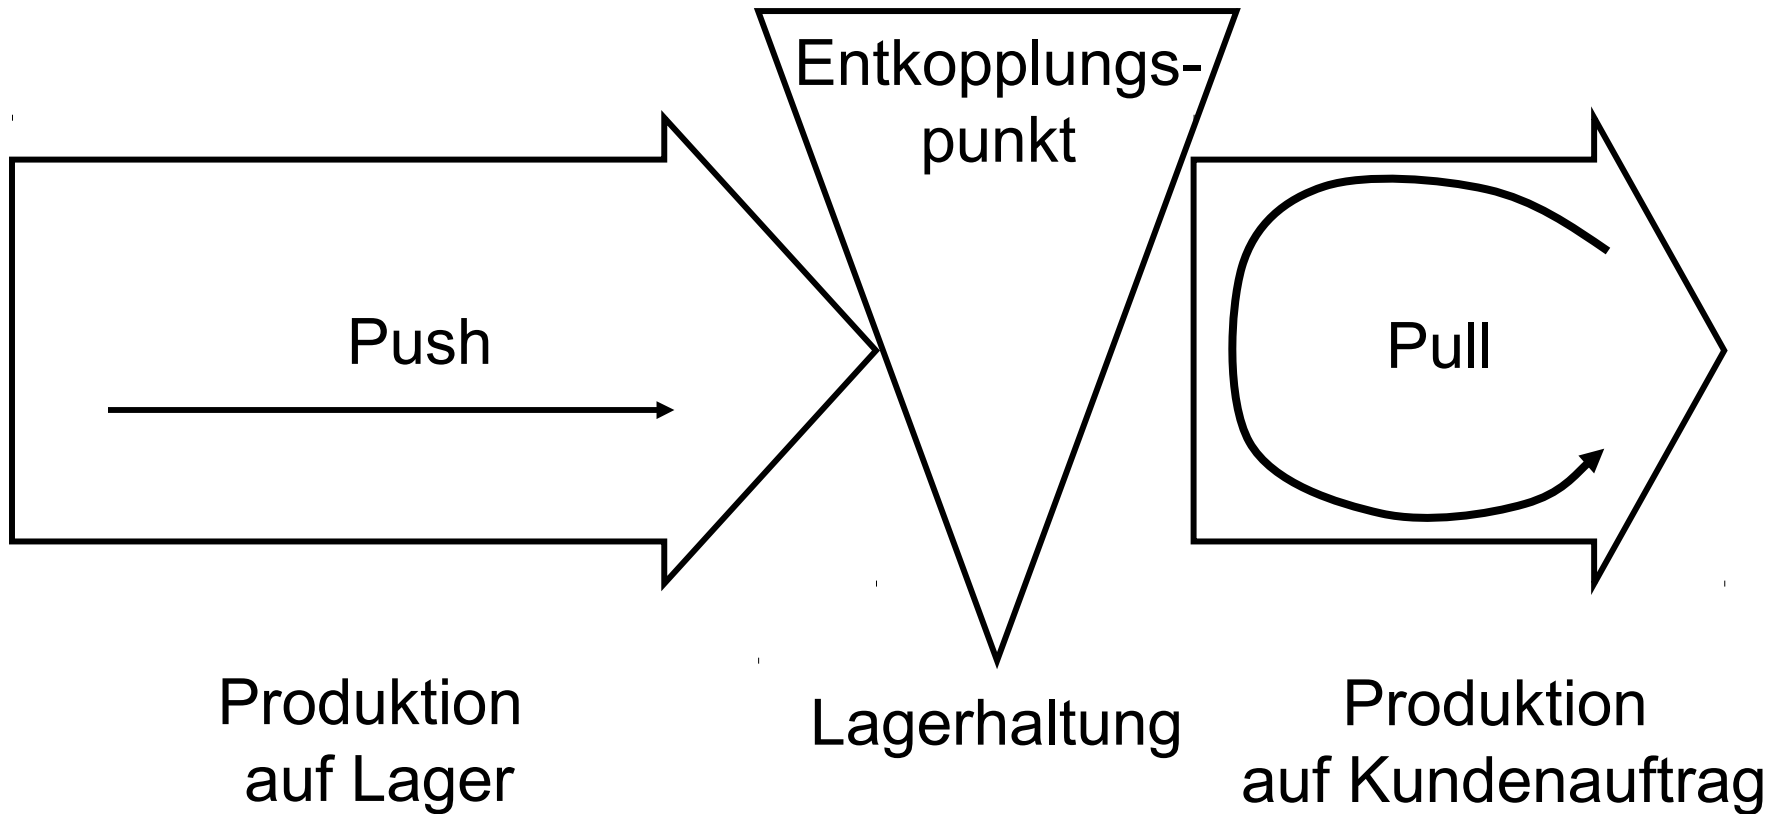 Entkopplungs-
punkt
Push
Pull
Produktion
auf Lager
Lagerhaltung
Produktion
auf Kundenauftrag